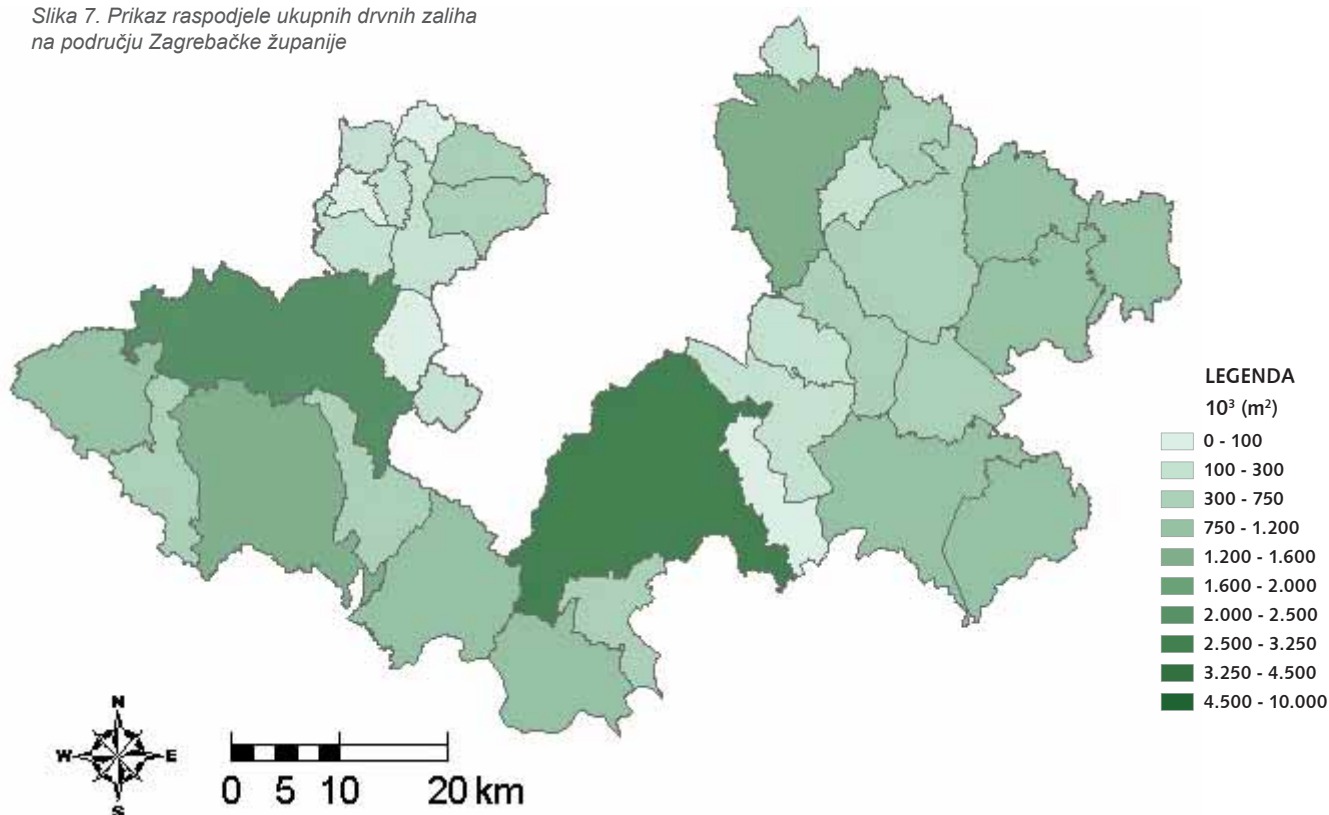 Slika 7. Prikaz raspodjele ukupnih drvnih zaliha
na području Zagrebačke županije
LEGENDA
10³ (m²)
0 - 100
100 - 300
300 - 750
750 - 1.200
1.200 - 1.600
1.600 - 2.000
2.000 - 2.500
2.500 - 3.250
3.250 - 4.500
4.500 - 10.000
N
W E
S
0 5 10 20 km